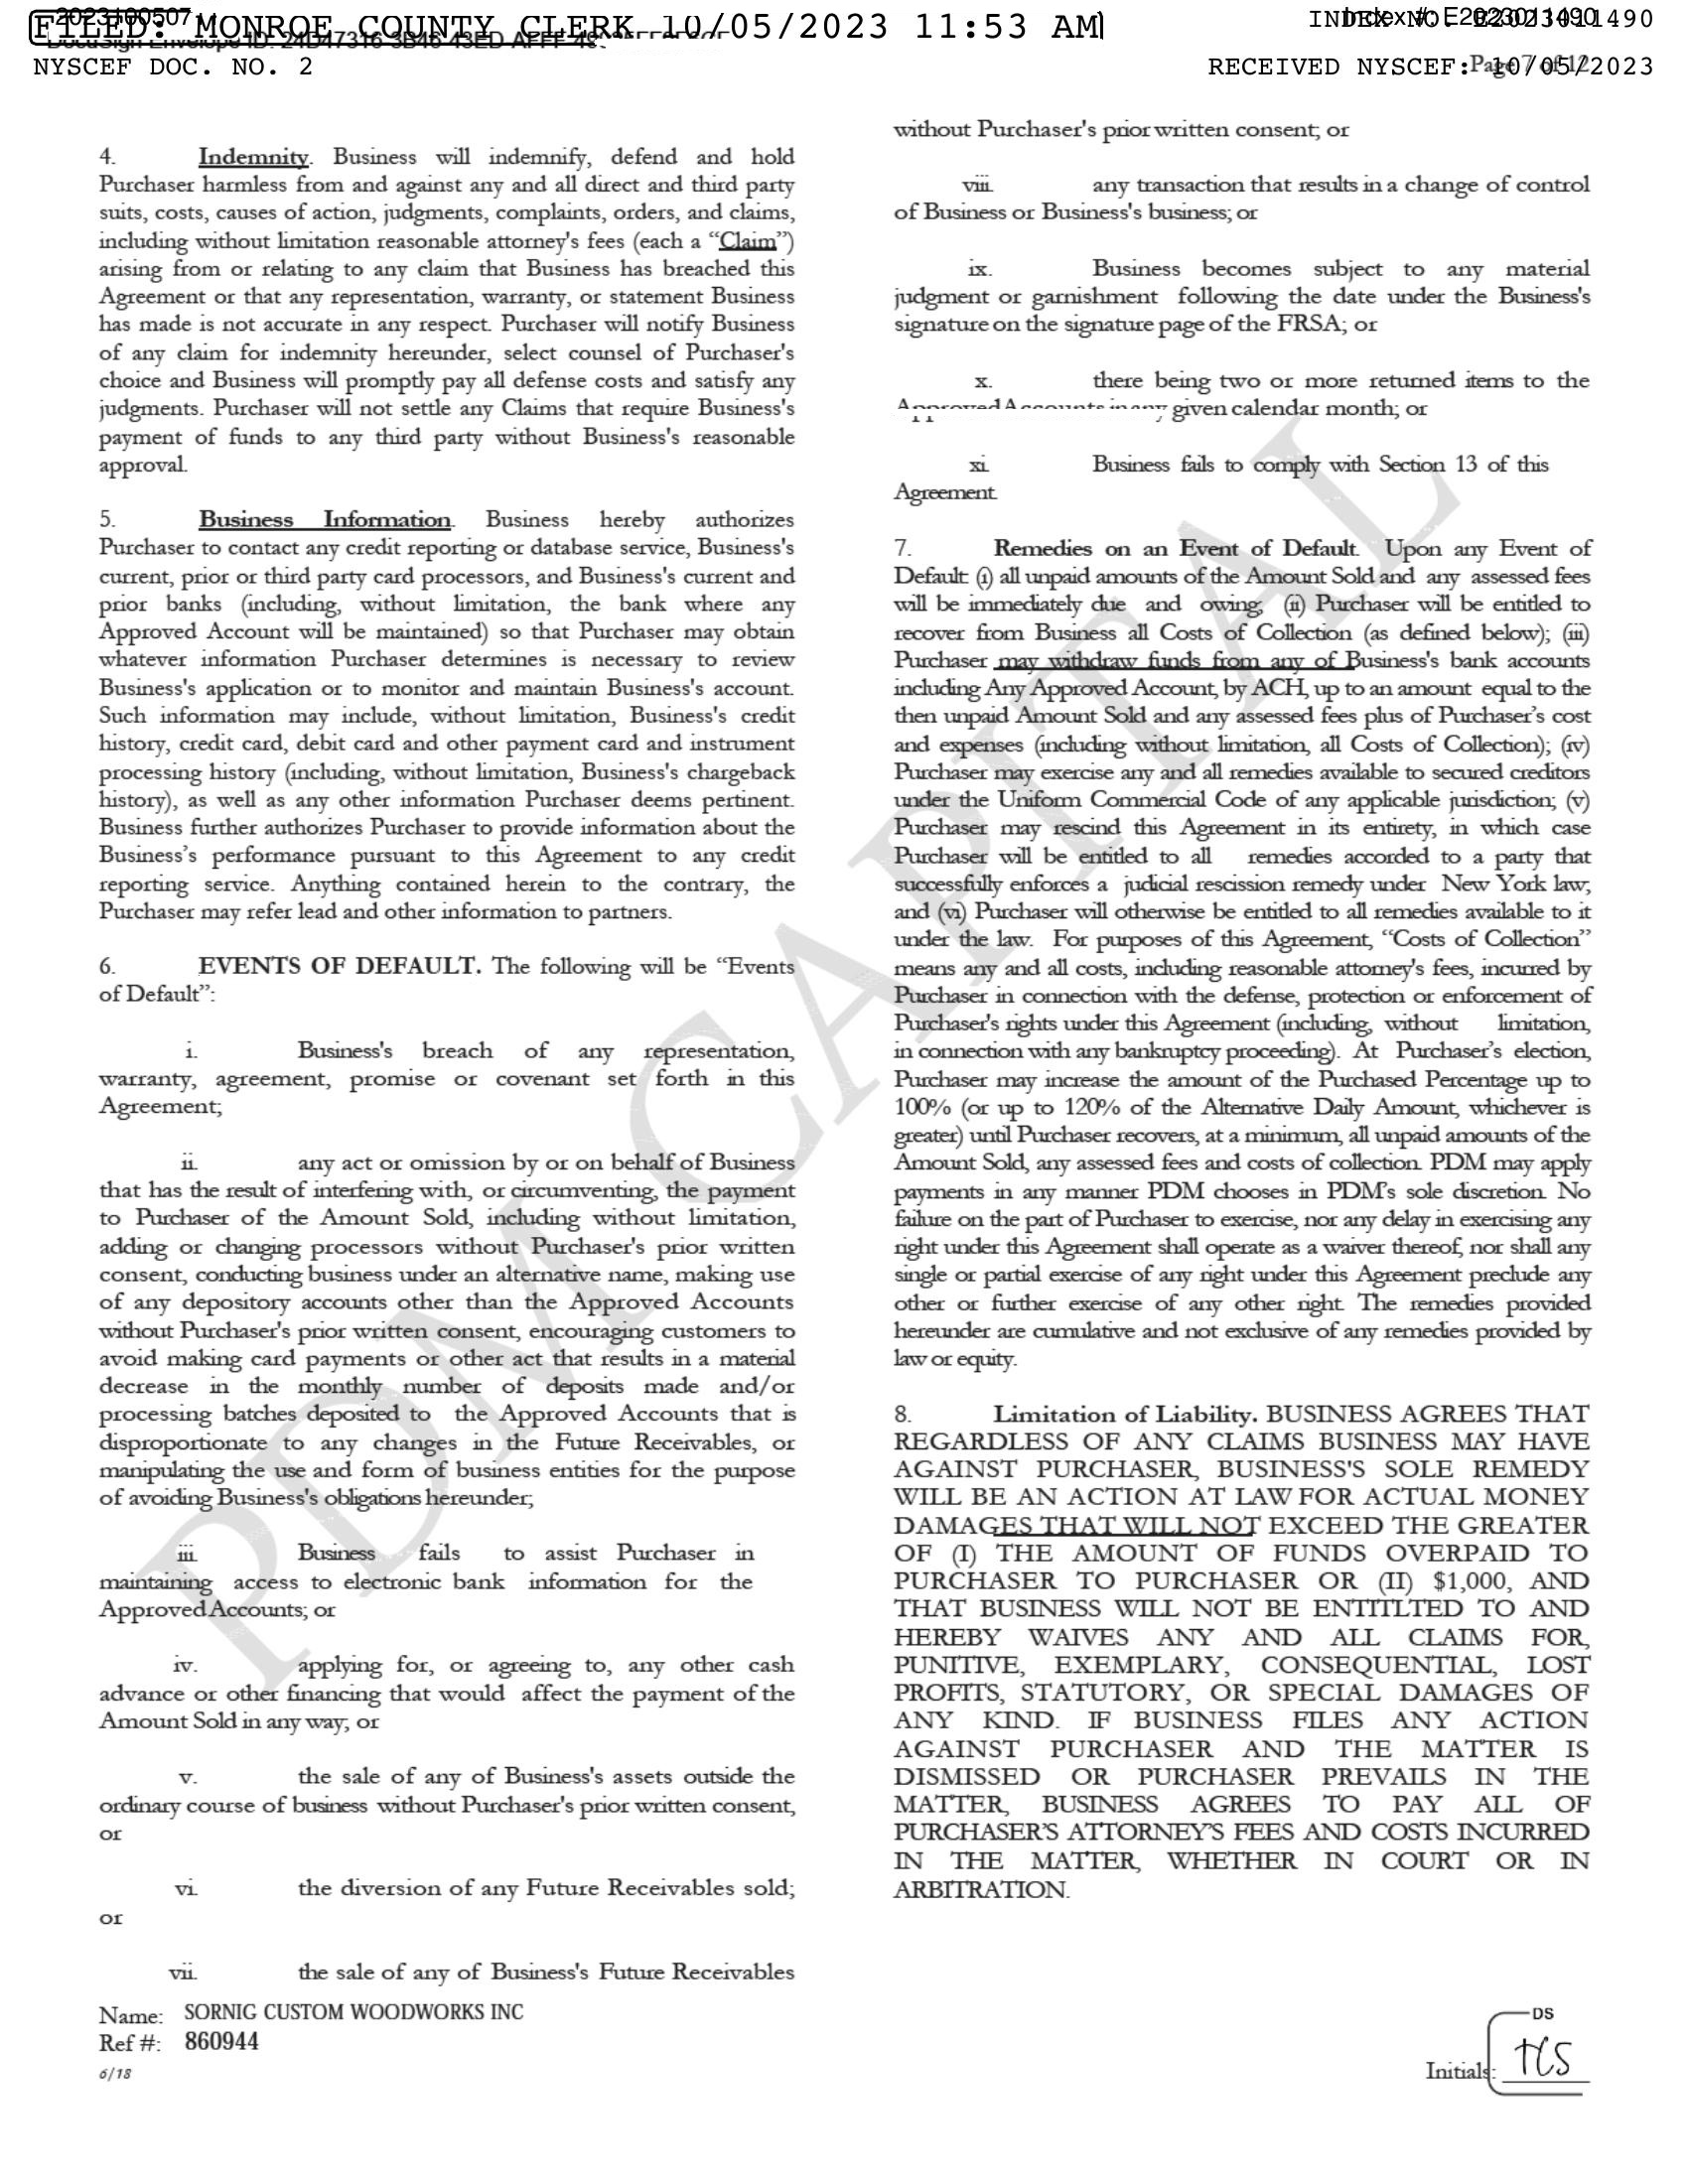 202310050714
Index #: E2023011490
FILED: MONROE COUNTY CLERK 10/05/2023 11:53 AM
INDEX NO. E2023011490
DocuSign Envelope ID: 24D47316-3B46-43ED-AFFF-
NYSCEF DOC. NO. 2
RECEIVED NYSCEF: 10/05/2023
Page 7 of 12
4. Indemnity. Business will indemnify, defend and hold
Purchaser harmless from and against any and all direct and third party
suits, costs, causes of action, judgments, complaints, orders, and claims,
including without limitation reasonable attorney's fees (each a “Claim”)
arising from or relating to any claim that Business has breached this
Agreement or that any representation, warranty, or statement Business
has made is not accurate in any respect. Purchaser will notify Business
of any claim for indemnity hereunder, select counsel of Purchaser's
choice and Business will promptly pay all defense costs and satisfy any
judgments. Purchaser will not settle any Claims that require Business's
payment of funds to any third party without Business's reasonable
approval.
5. Business Information. Business hereby authorizes
Purchaser to contact any credit reporting or database service, Business's
current, prior or third party card processors, and Business's current and
prior banks (including, without limitation, the bank where any
Approved Account will be maintained) so that Purchaser may obtain
whatever information Purchaser determines is necessary to review
Business's application or to monitor and maintain Business's account.
Such information may include, without limitation, Business's credit
history, credit card, debit card and other payment card and instrument
processing history (including, without limitation, Business's chargeback
history), as well as any other information Purchaser deems pertinent.
Business further authorizes Purchaser to provide information about the
Business’s performance pursuant to this Agreement to any credit
reporting service. Anything contained herein to the contrary, the
Purchaser may refer lead and other information to partners.
6. EVENTS OF DEFAULT. The following will be “Events
of Default”:
i. Business's breach of any representation,
warranty, agreement, promise or covenant set forth in this
Agreement;
ii. any act or omission by or on behalf of Business
that has the result of interfering with, or circumventing, the payment
to Purchaser of the Amount Sold, including without limitation,
adding or changing processors without Purchaser's prior written
consent, conducting business under an alternative name, making use
of any depository accounts other than the Approved Accounts
without Purchaser's prior written consent, encouraging customers to
avoid making card payments or other act that results in a material
decrease in the monthly number of deposits made and/or
processing batches deposited to the Approved Accounts that is
disproportionate to any changes in the Future Receivables, or
manipulating the use and form of business entities for the purpose
of avoiding Business's obligations hereunder;
iii. Business fails to assist Purchaser in
maintaining access to electronic bank information for the
Approved Accounts; or
iv. applying for, or agreeing to, any other cash
advance or other financing that would affect the payment of the
Amount Sold in any way; or
v. the sale of any of Business's assets outside the
ordinary course of business without Purchaser's prior written consent,
or
vi. the diversion of any Future Receivables sold;
or
vii. the sale of any of Business's Future Receivables
without Purchaser's prior written consent; or
viii. any transaction that results in a change of control
of Business or Business's business; or
ix. Business becomes subject to any material
judgment or garnishment following the date under the Business's
signature on the signature page of the FRSA; or
x. there being two or more returned items to the
Approved Accounts in any given calendar month; or
xi. Business fails to comply with Section 13 of this
Agreement.
7. Remedies on an Event of Default. Upon any Event of
Default: (i) all unpaid amounts of the Amount Sold and any assessed fees
will be immediately due and owing; (ii) Purchaser will be entitled to
recover from Business all Costs of Collection (as defined below); (iii)
Purchaser may withdraw funds from any of Business's bank accounts
including Any Approved Account, by ACH, up to an amount equal to the
then unpaid Amount Sold and any assessed fees plus of Purchaser’s cost
and expenses (including without limitation, all Costs of Collection); (iv)
Purchaser may exercise any and all remedies available to secured creditors
under the Uniform Commercial Code of any applicable jurisdiction; (v)
Purchaser may rescind this Agreement in its entirety, in which case
Purchaser will be entitled to all remedies accorded to a party that
successfully enforces a judicial rescission remedy under New York law;
and (vi) Purchaser will otherwise be entitled to all remedies available to it
under the law. For purposes of this Agreement, “Costs of Collection”
means any and all costs, including reasonable attorney's fees, incurred by
Purchaser in connection with the defense, protection or enforcement of
Purchaser's rights under this Agreement (including, without limitation,
in connection with any bankruptcy proceeding). At Purchaser’s election,
Purchaser may increase the amount of the Purchased Percentage up to
100% (or up to 120% of the Alternative Daily Amount, whichever is
greater) until Purchaser recovers, at a minimum, all unpaid amounts of the
Amount Sold, any assessed fees and costs of collection. PDM may apply
payments in any manner PDM chooses in PDM’s sole discretion. No
failure on the part of Purchaser to exercise, nor any delay in exercising any
right under this Agreement shall operate as a waiver thereof, nor shall any
single or partial exercise of any right under this Agreement preclude any
other or further exercise of any other right. The remedies provided
hereunder are cumulative and not exclusive of any remedies provided by
law or equity.
8. Limitation of Liability. BUSINESS AGREES THAT
REGARDLESS OF ANY CLAIMS BUSINESS MAY HAVE
AGAINST PURCHASER, BUSINESS'S SOLE REMEDY
WILL BE AN ACTION AT LAW FOR ACTUAL MONEY
DAMAGES THAT WILL NOT EXCEED THE GREATER
OF (I) THE AMOUNT OF FUNDS OVERPAID TO
PURCHASER TO PURCHASER OR (II) $1,000, AND
THAT BUSINESS WILL NOT BE ENTITLTED TO AND
HEREBY WAIVES ANY AND ALL CLAIMS FOR,
PUNITIVE, EXEMPLARY, CONSEQUENTIAL, LOST
PROFITS, STATUTORY, OR SPECIAL DAMAGES OF
ANY KIND. IF BUSINESS FILES ANY ACTION
AGAINST PURCHASER AND THE MATTER IS
DISMISSED OR PURCHASER PREVAILS IN THE
MATTER, BUSINESS AGREES TO PAY ALL OF
PURCHASER'S ATTORNEY'S FEES AND COSTS INCURRED
IN THE MATTER, WHETHER IN COURT OR IN
ARBITRATION.
PDM CAPITAL
Name: SORNIG CUSTOM WOODWORKS INC
Ref #: 860944
6/18
DS
Initials: TCS